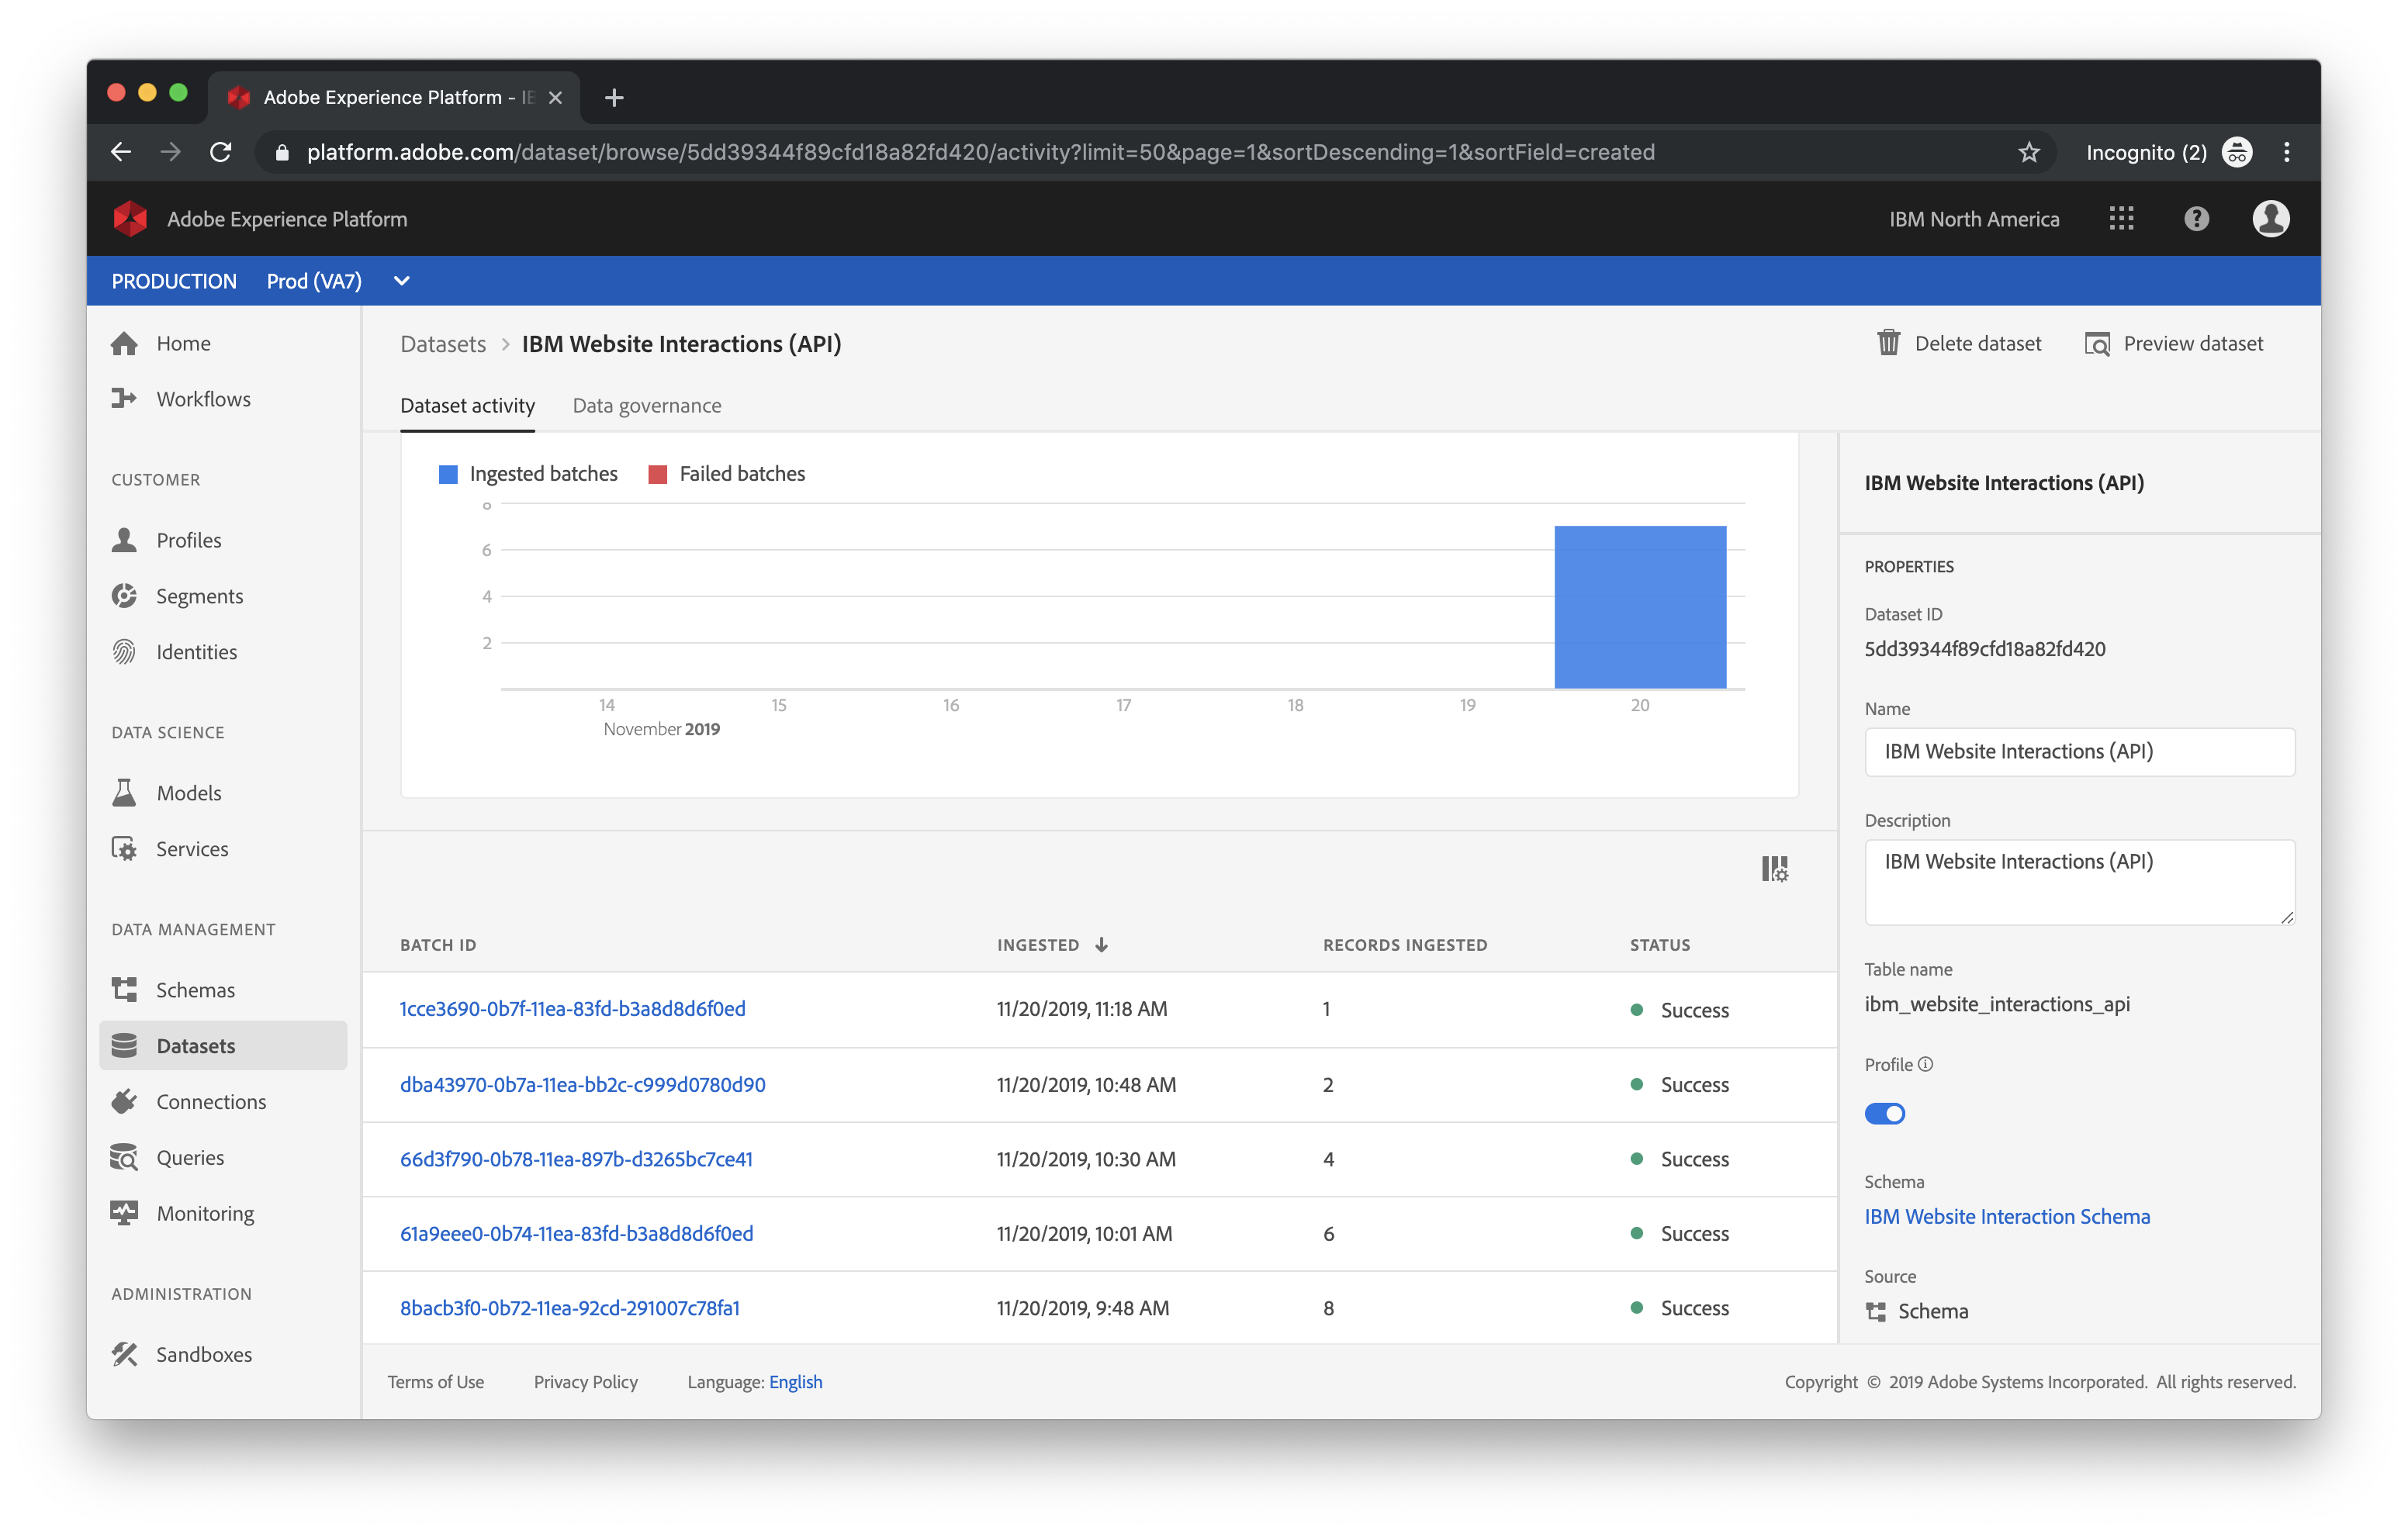 Adobe Experience Platform - IB
platform.adobe.com/dataset/browse/5dd39344f89cfd18a82fd420/activity?limit=50&page=1&sortDescending=1&sortField=created
Incognito (2)
Adobe Experience Platform
IBM North America
PRODUCTION Prod (VA7)
Home
Workflows
CUSTOMER
Profiles
Segments
Identities
DATA SCIENCE
Models
Services
DATA MANAGEMENT
Schemas
Datasets
Connections
Queries
Monitoring
ADMINISTRATION
Sandboxes
Datasets > IBM Website Interactions (API)
Delete dataset
Preview dataset
Dataset activity
Data governance
Ingested batches
Failed batches
8
6
4
2
14 15 16 17 18 19 20
November 2019
BATCH ID INGESTED RECORDS INGESTED STATUS
1cce3690-0b7f-11ea-83fd-b3a8d8d6f0ed 11/20/2019, 11:18 AM 1 Success
dba43970-0b7a-11ea-bb2c-c999d0780d90 11/20/2019, 10:48 AM 2 Success
66d3f790-0b78-11ea-897b-d3265bc7ce41 11/20/2019, 10:30 AM 4 Success
61a9eee0-0b74-11ea-83fd-b3a8d8d6f0ed 11/20/2019, 10:01 AM 6 Success
8bacb3f0-0b72-11ea-92cd-291007c78fa1 11/20/2019, 9:48 AM 8 Success
IBM Website Interactions (API)
PROPERTIES
Dataset ID
5dd39344f89cfd18a82fd420
Name
IBM Website Interactions (API)
Description
IBM Website Interactions (API)
Table name
ibm_website_interactions_api
Profile
Schema
IBM Website Interaction Schema
Source
Schema
Terms of Use Privacy Policy Language: English
Copyright © 2019 Adobe Systems Incorporated. All rights reserved.